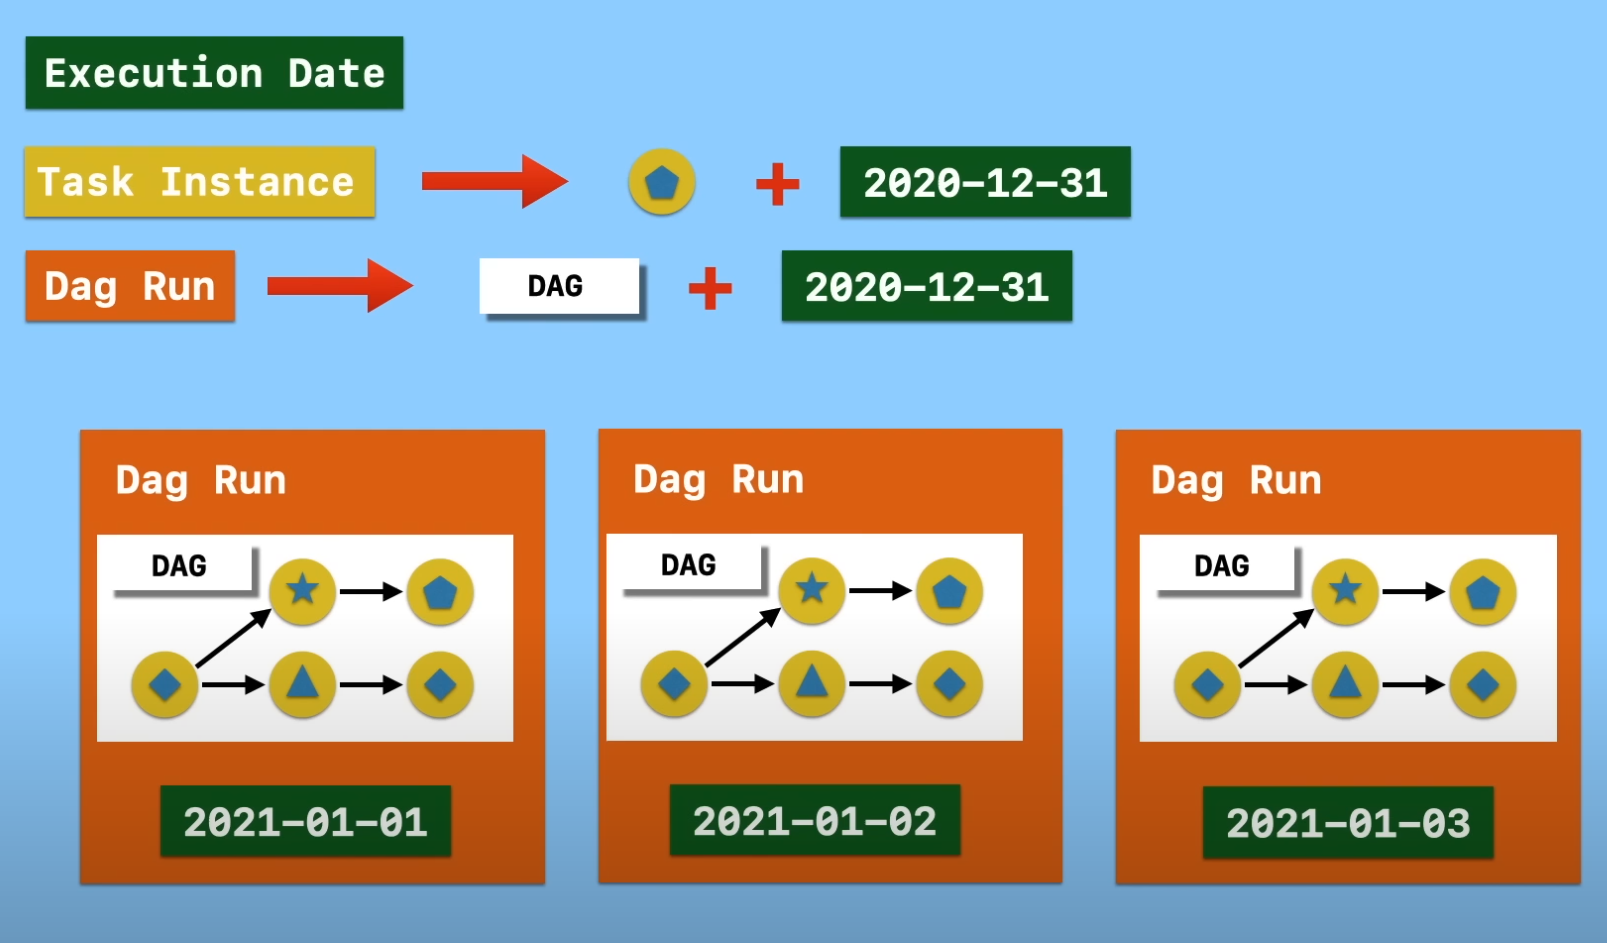 Execution Date
Task Instance
2020-12-31
Dag Run
DAG
2020-12-31
Dag Run
DAG
2021-01-01
Dag Run
DAG
2021-01-02
Dag Run
DAG
2021-01-03